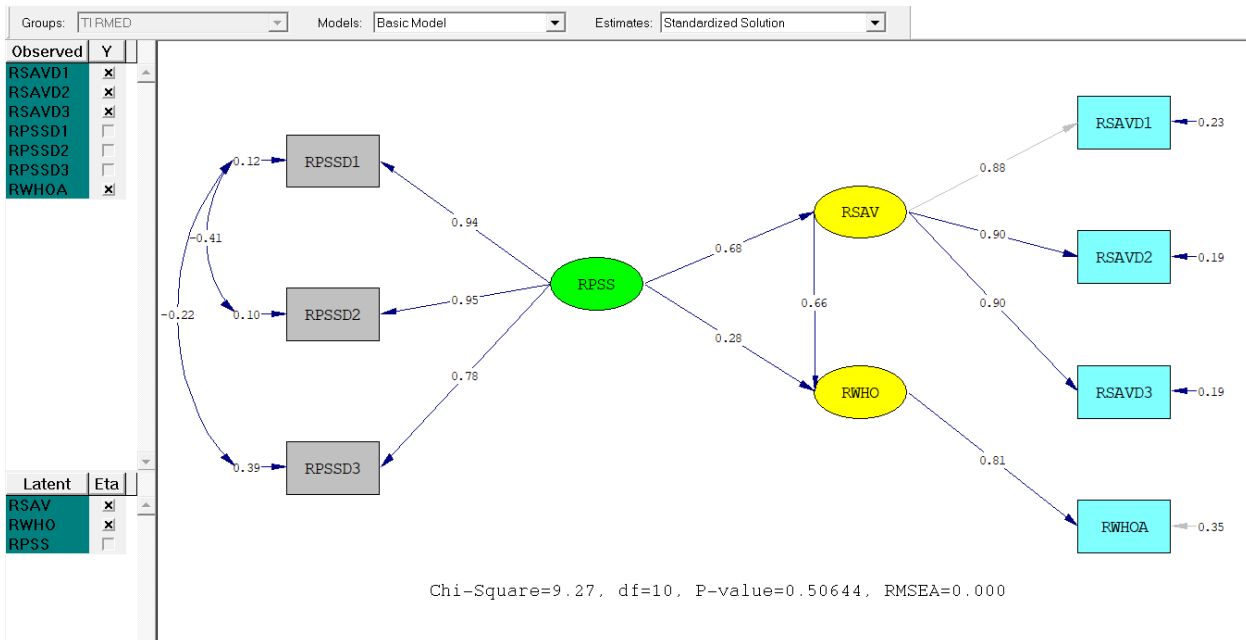 Groups: TI RMED Models: Basic Model Estimates: Standardized Solution
Observed Y
RSAVD1
RSAVD2
RSAVD3
RPSSD1
RPSSD2
RPSSD3
RWHOA
Latent Eta
RSAV
RWHO
RPSS
RSAVD1 0.23
0.12 RPSSD1
0.88
0.94
RSAV
-0.41
0.68
0.90
RSAVD2 0.19
RPSS
0.95
0.66
0.90
-0.22
0.10 RPSSD2
0.28
0.78
RWHO
RSAVD3 0.19
0.81
0.39 RPSSD3
RWHOA 0.35
Chi-Square=9.27, df=10, P-value=0.50644, RMSEA=0.000